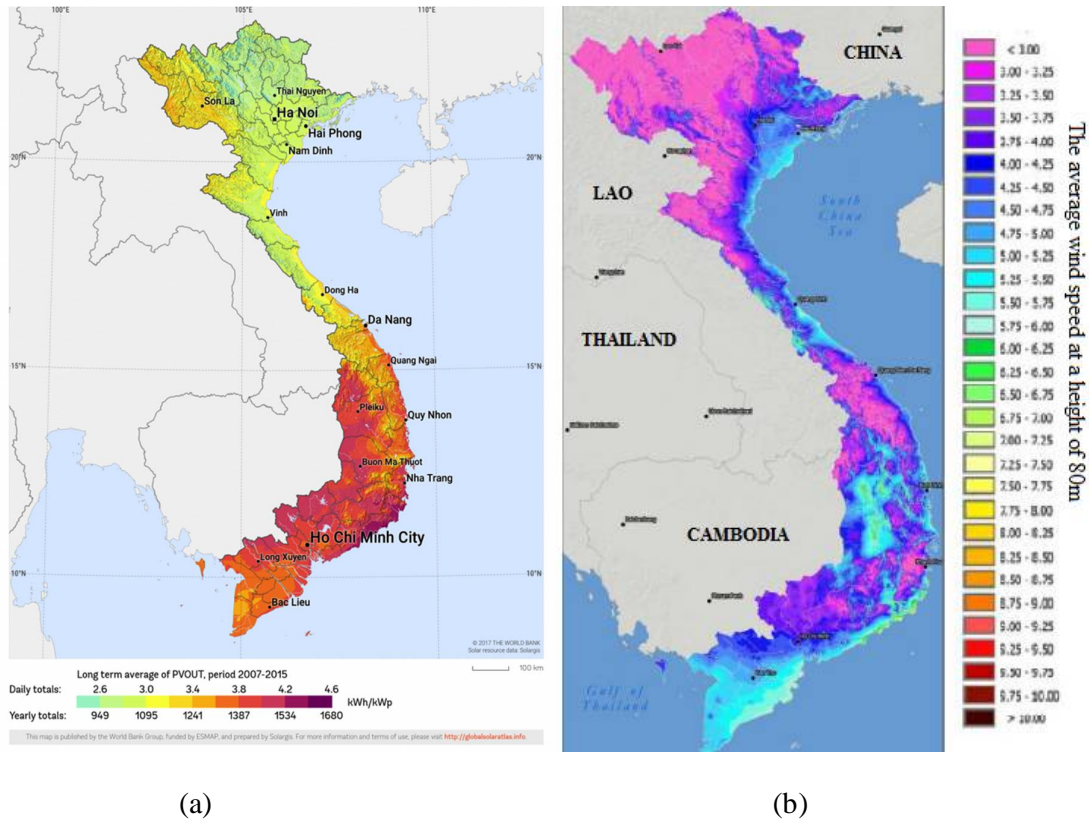 100°E
105°E
110°E
Thai Nguyen
Son La
Ha Noi
Hai Phong
Nam Dinh
20°N
20°N
Vinh
Dong Ha
Da Nang
Quang Ngai
15°N
15°N
Pleiku
Quy Nhon
Buon Ma Thuot
Nha Trang
Ho Chi Minh City
Long Xuyen
10°N
10°N
Bac Lieu
© 2017 THE WORLD BANK
Solar resource data: Solargis
100 km
Long term average of PVOUT, period 2007-2015
Daily totals: 2.6 3.0 3.4 3.8 4.2 4.6
kWh/kWp
Yearly totals: 949 1095 1241 1387 1534 1680
This map is published by the World Bank Group, funded by ESMAP, and prepared by Solargis. For more information and terms of use, please visit http://globalsolaratlas.info.
(a)
CHINA
LAO
South
China
Sea
THAILAND
CAMBODIA
Gulf of
Thailand
< 3.00
3.00 - 3.25
3.25 - 3.50
3.50 - 3.75
3.75 - 4.00
4.00 - 4.25
4.25 - 4.50
4.50 - 4.75
4.75 - 5.00
5.00 - 5.25
5.25 - 5.50
5.50 - 5.75
5.75 - 6.00
6.00 - 6.25
6.25 - 6.50
6.50 - 6.75
6.75 - 7.00
7.00 - 7.25
7.25 - 7.50
7.50 - 7.75
7.75 - 8.00
8.00 - 8.25
8.25 - 8.50
8.50 - 8.75
8.75 - 9.00
9.00 - 9.25
9.25 - 9.50
9.50 - 9.75
9.75 - 10.00
> 10.00
The average wind speed at a height of 80m
(b)